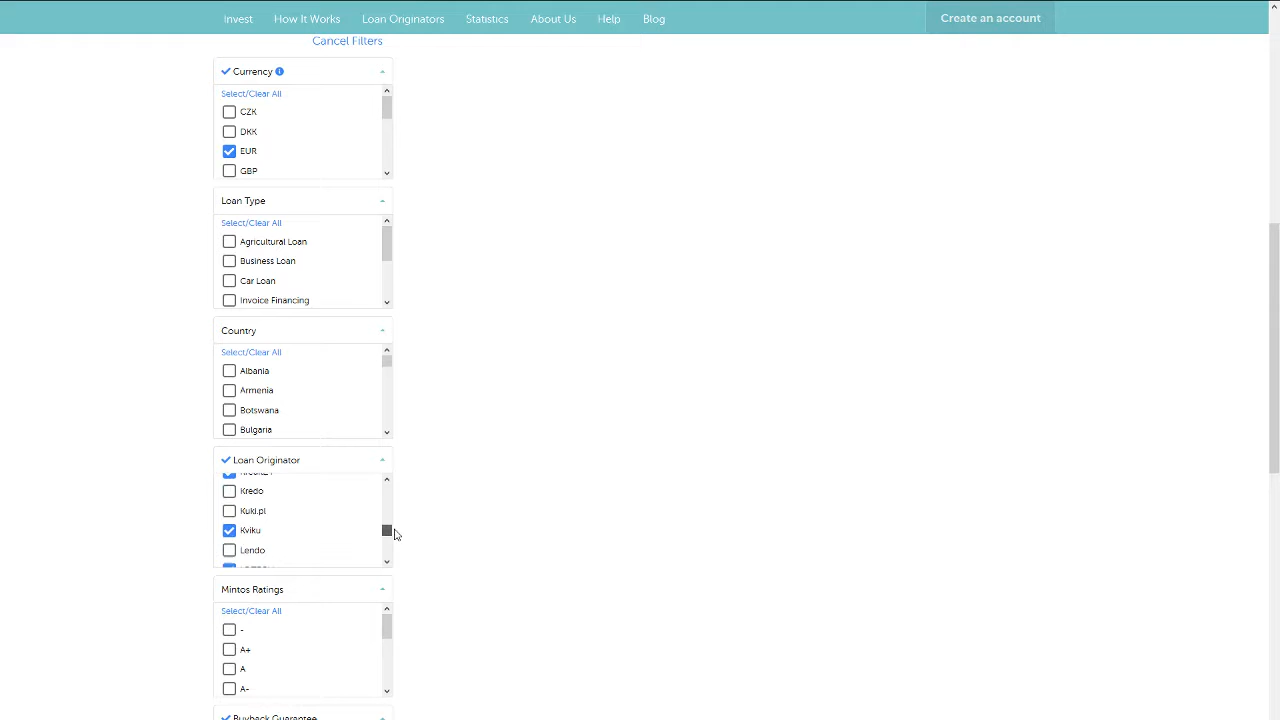 Invest How It Works Loan Originators Statistics About Us Help Blog Create an account
Cancel Filters
Currency
Select/Clear All
CZK
DKK
EUR
GBP
Loan Type
Select/Clear All
Agricultural Loan
Business Loan
Car Loan
Invoice Financing
Country
Select/Clear All
Albania
Armenia
Botswana
Bulgaria
Loan Originator
Kredo
Kuki.pl
Kviku
Lendo
Mintos Ratings
Select/Clear All
-
A+
A
A-
Buyback Guarantee